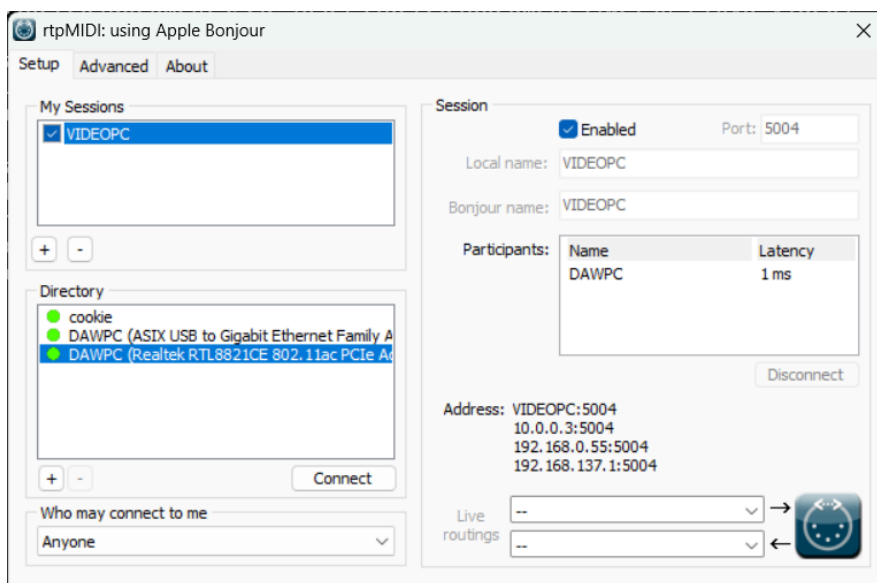 rtpMIDI: using Apple Bonjour
Setup Advanced About
My Sessions
VIDEOPC
+ -
Directory
cookie
DAWPC (ASIX USB to Gigabit Ethernet Family A
DAWPC (Realtek RTL8821CE 802.11ac PCIe Ac
+ - Connect
Who may connect to me
Anyone
Session
Enabled Port: 5004
Local name: VIDEOPC
Bonjour name: VIDEOPC
Participants: Name Latency
DAWPC 1 ms
Disconnect
Address: VIDEOPC:5004
10.0.0.3:5004
192.168.0.55:5004
192.168.137.1:5004
Live
routings
--
--